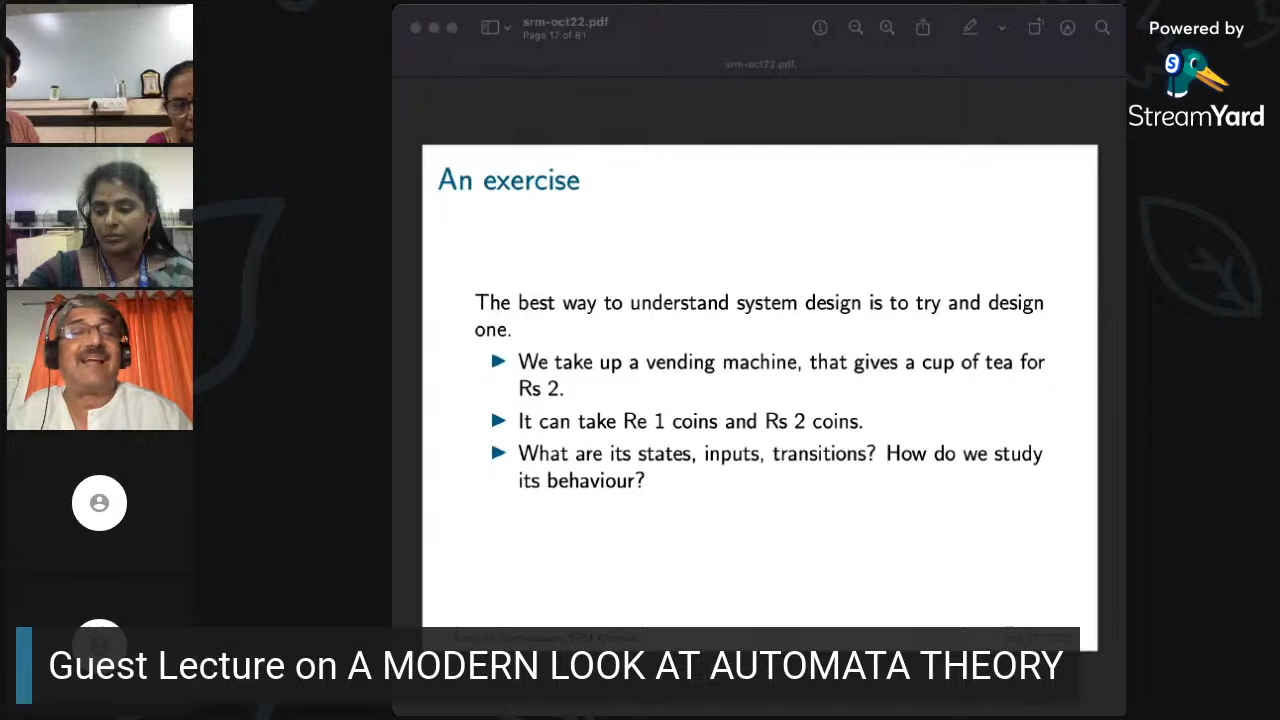 srm-oct22.pdf
Page 17 of 81
srm-oct22.pdf
Powered by
S
StreamYard
An exercise
The best way to understand system design is to try and design
one.
We take up a vending machine, that gives a cup of tea for
Rs 2.
It can take Re 1 coins and Rs 2 coins.
What are its states, inputs, transitions? How do we study
its behaviour?
Guest Lecture on A MODERN LOOK AT AUTOMATA THEORY